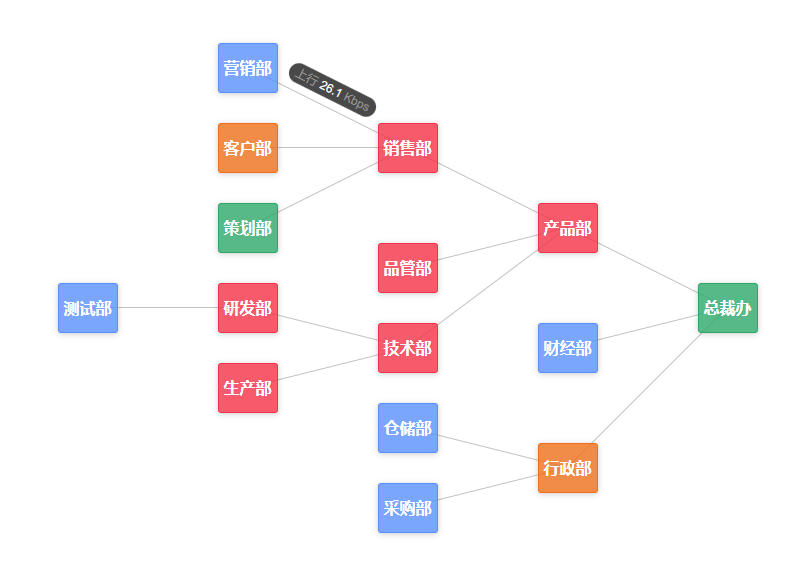 营销部
上行 26.1 Kbps
客户部
销售部
策划部
产品部
品管部
测试部
研发部
总裁办
技术部
财经部
生产部
仓储部
行政部
采购部